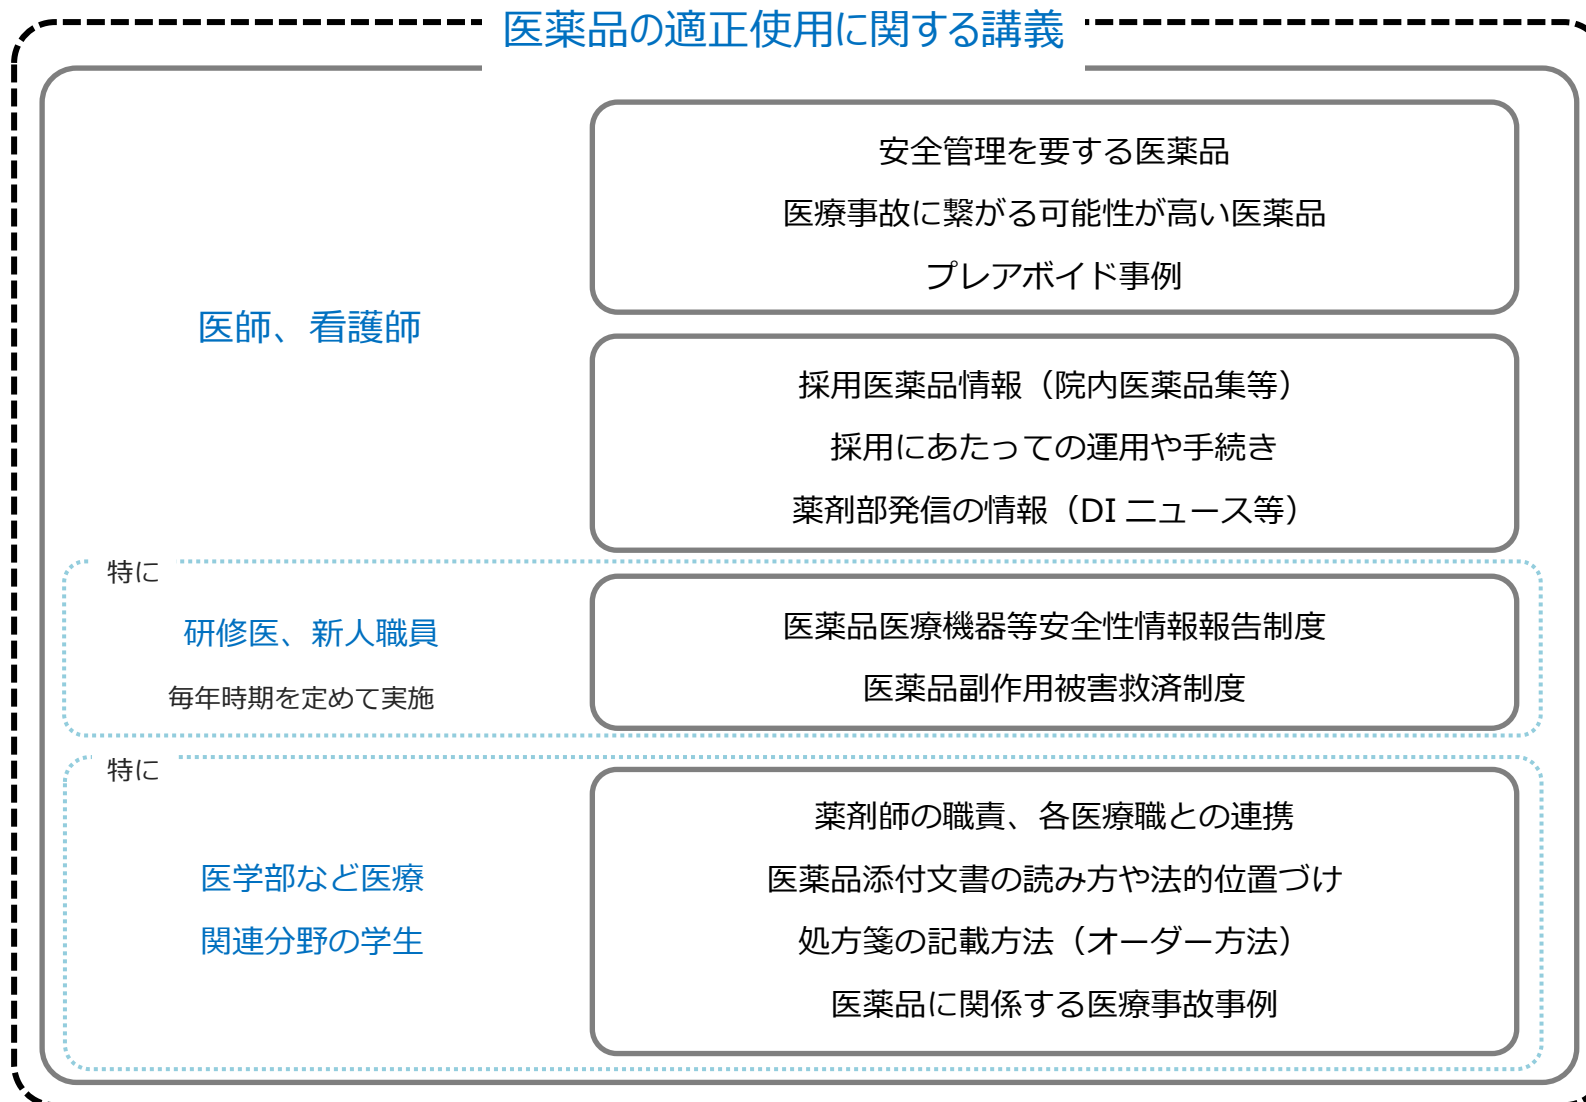 医薬品の適正使用に関する講義
医師、看護師
安全管理を要する医薬品
医療事故に繋がる可能性が高い医薬品
プレアボイド事例
採用医薬品情報（院内医薬品集等）
採用にあたっての運用や手続き
薬剤部発信の情報（DI ニュース等）
特に
研修医、新人職員
毎年時期を定めて実施
医薬品医療機器等安全性情報報告制度
医薬品副作用被害救済制度
特に
医学部など医療
関連分野の学生
薬剤師の職責、各医療職との連携
医薬品添付文書の読み方や法的位置づけ
処方箋の記載方法（オーダー方法）
医薬品に関係する医療事故事例